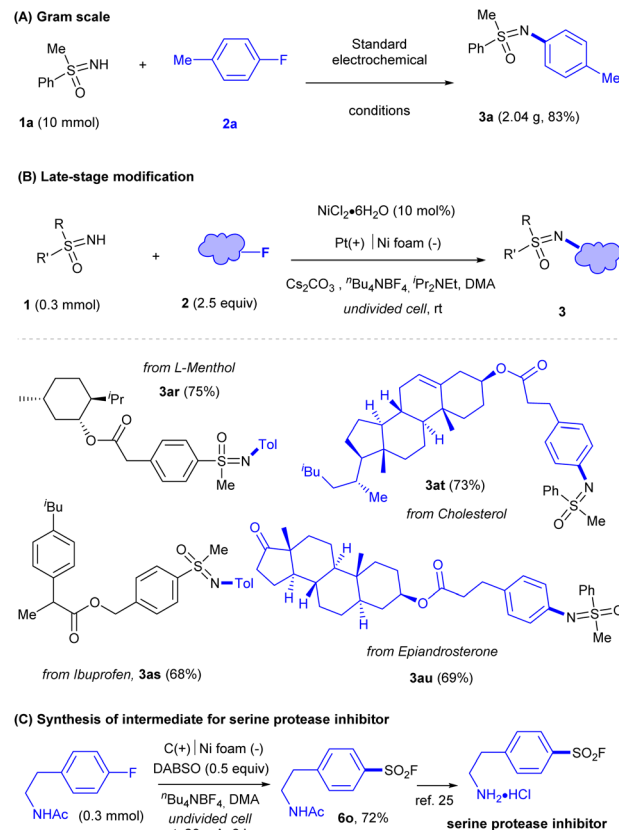 (A) Gram scale
Me
Ph
S
NH
O
+
Me
F
Standard
electrochemical
conditions
Me
Ph
S
N
O
Me
1a (10 mmol)
2a
3a (2.04 g, 83%)
(B) Late-stage modification
R
R'
S
NH
O
+
F
NiCl2•6H2O (10 mol%)
Pt(+) | Ni foam (-)
Cs2CO3 , nBu4NBF4, iPr2NEt, DMA
undivided cell, rt
R
R'
S
N
O
1 (0.3 mmol)
2 (2.5 equiv)
3
from L-Menthol
3ar (75%)
Me
iPr
O
O
O
S
N
Tol
Me
H
H
H
iBu
Me
O
O
3at (73%)
from Cholesterol
N
Ph
S
O
Me
iBu
Me
O
O
O
Me
S
N
Tol
from Ibuprofen, 3as (68%)
O
H
H
H
H
O
O
Ph
N
S
O
Me
from Epiandrosterone
3au (69%)
(C) Synthesis of intermediate for serine protease inhibitor
F
NHAc
(0.3 mmol)
C(+) | Ni foam (-)
DABSO (0.5 equiv)
nBu4NBF4, DMA
undivided cell
SO2F
NHAc
6o, 72%
ref. 25
SO2F
NH2•HCl
serine protease inhibitor